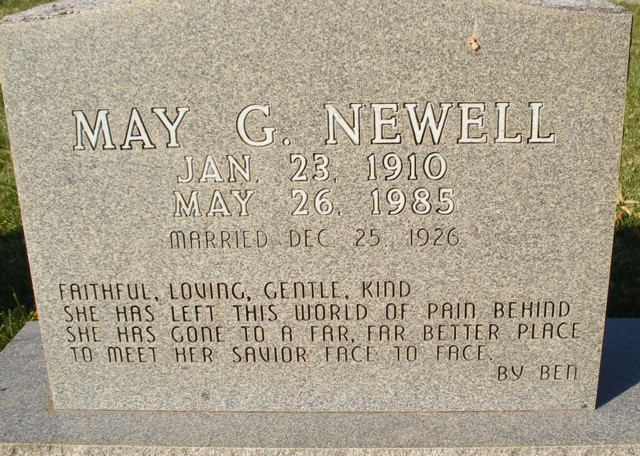 MAY G. NEWELL
JAN. 23, 1910
MAY 26, 1985
MARRIED DEC. 25, 1926
FAITHFUL, LOVING, GENTLE, KIND
SHE HAS LEFT THIS WORLD OF PAIN BEHIND
SHE HAS GONE TO A FAR, FAR BETTER PLACE
TO MEET HER SAVIOR FACE TO FACE.
BY BEN